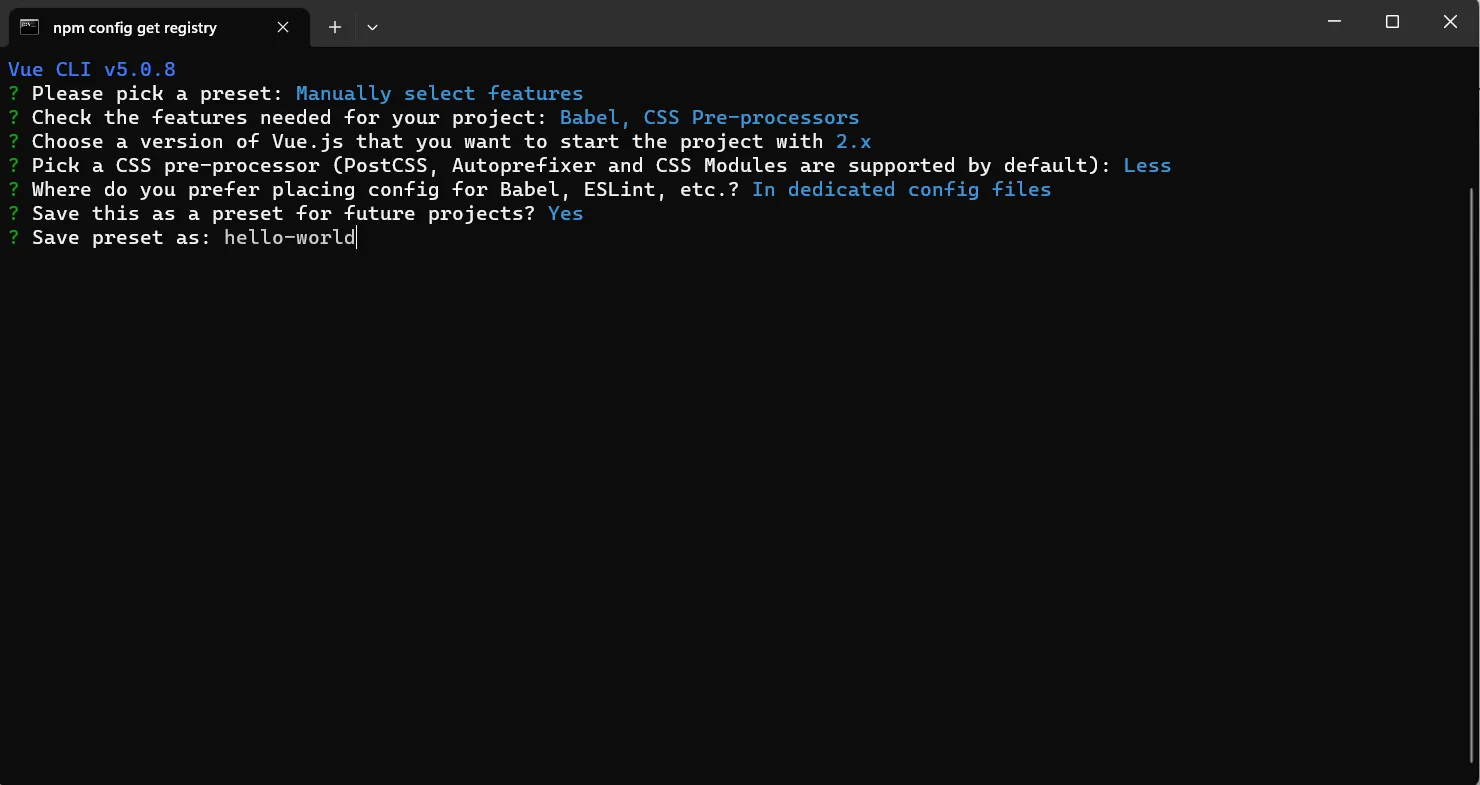 npm config get registry
Vue CLI v5.0.8
? Please pick a preset: Manually select features
? Check the features needed for your project: Babel, CSS Pre-processors
? Choose a version of Vue.js that you want to start the project with 2.x
? Pick a CSS pre-processor (PostCSS, Autoprefixer and CSS Modules are supported by default): Less
? Where do you prefer placing config for Babel, ESLint, etc.? In dedicated config files
? Save this as a preset for future projects? Yes
? Save preset as: hello-world